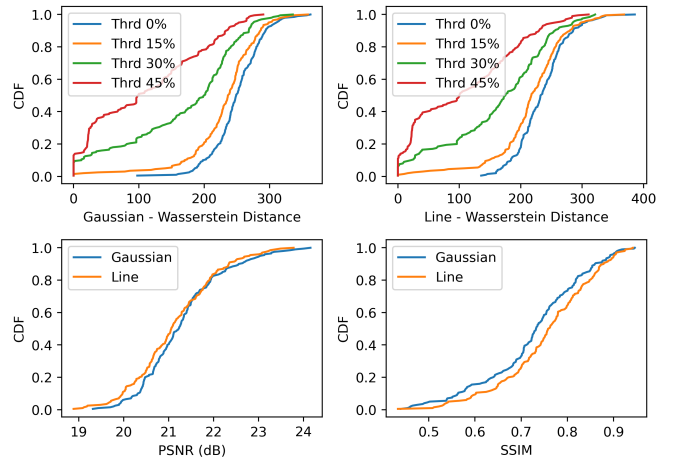 1.0
0.8
0.6
0.4
0.2
0.0
CDF
Thrd 0%
Thrd 15%
Thrd 30%
Thrd 45%
0 100 200 300
Gaussian - Wasserstein Distance
1.0
0.8
0.6
0.4
0.2
0.0
CDF
Thrd 0%
Thrd 15%
Thrd 30%
Thrd 45%
0 100 200 300 400
Line - Wasserstein Distance
1.0
0.8
0.6
0.4
0.2
0.0
CDF
Gaussian
Line
19 20 21 22 23 24
PSNR (dB)
1.0
0.8
0.6
0.4
0.2
0.0
CDF
Gaussian
Line
0.5 0.6 0.7 0.8 0.9
SSIM